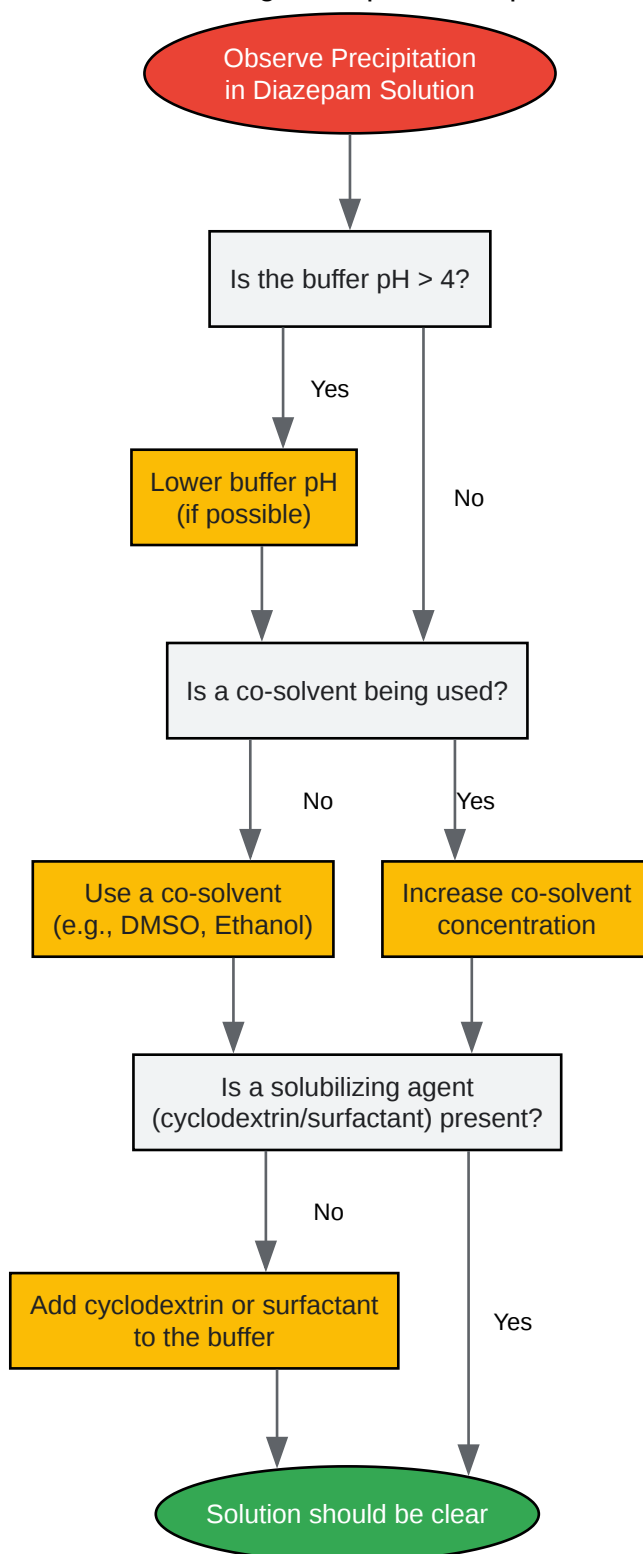 Observe Precipitation
in Diazepam Solution
Is the buffer pH > 4?
Yes
Lower buffer pH
(if possible)
No
Is a co-solvent being used?
No
Yes
Use a co-solvent
(e.g., DMSO, Ethanol)
Increase co-solvent
concentration
Is a solubilizing agent
(cyclodextrin/surfactant) present?
No
Add cyclodextrin or surfactant
to the buffer
Yes
Solution should be clear